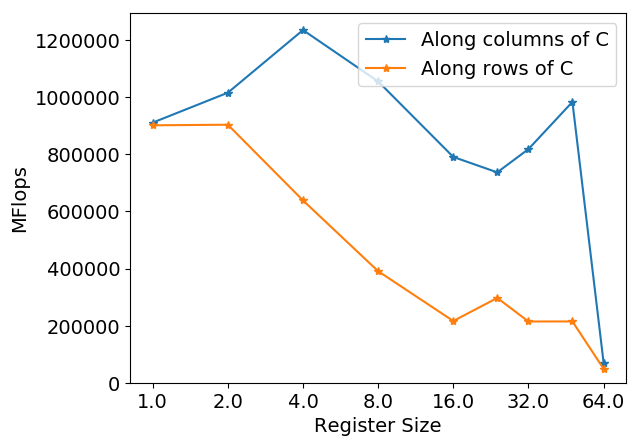 Along columns of C
Along rows of C
1200000
1000000
800000
600000
400000
200000
0
MFlops
1.0 2.0 4.0 8.0 16.0 32.0 64.0
Register Size